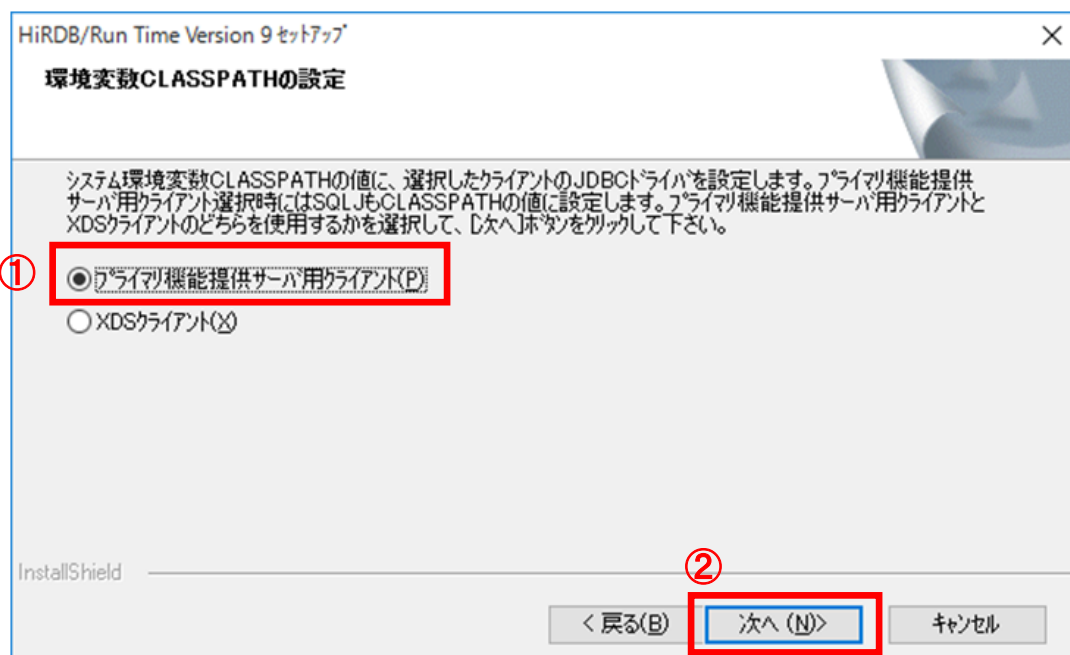 HiRDB/Run Time Version 9 ｾｯﾄｱｯﾌﾟ
環境変数CLASSPATHの設定
ｼｽﾃﾑ環境変数CLASSPATHの値に、選択したｸﾗｲｱﾝﾄのJDBCﾄﾞﾗｲﾊﾞを設定します。ﾌﾟﾗｲﾏﾘ機能提供
ｻｰﾊﾞ用ｸﾗｲｱﾝﾄ選択時にはSQLJもCLASSPATHの値に設定します。ﾌﾟﾗｲﾏﾘ機能提供ｻｰﾊﾞ用ｸﾗｲｱﾝﾄと
XDSｸﾗｲｱﾝﾄのどちらを使用するかを選択して、[次へ]ﾎﾞﾀﾝをｸﾘｯｸして下さい。
① ﾌﾟﾗｲﾏﾘ機能提供ｻｰﾊﾞ用ｸﾗｲｱﾝﾄ(P)
XDSｸﾗｲｱﾝﾄ(X)
InstallShield
②
< 戻る(B) 次へ (N)> ｷｬﾝｾﾙ